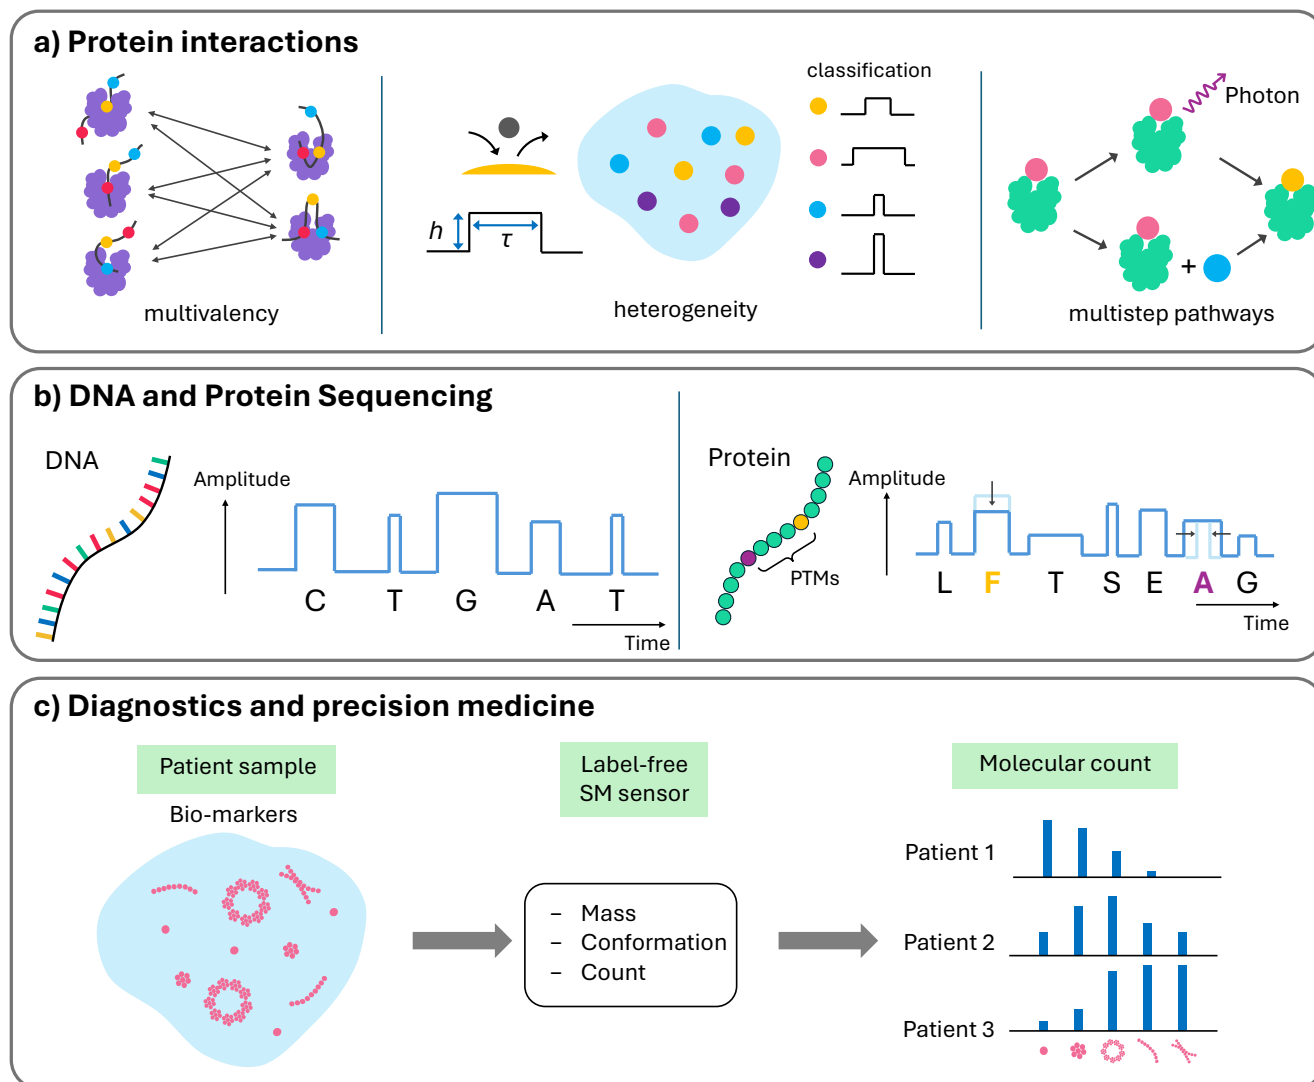 a) Protein interactions
multivalency
h
τ
heterogeneity
classification
Photon
+
multistep pathways
b) DNA and Protein Sequencing
DNA
Amplitude
C T G A T
Time
Protein
PTMs
Amplitude
L F T S E A G
Time
c) Diagnostics and precision medicine
Patient sample
Bio-markers
Label-free
SM sensor
– Mass
– Conformation
– Count
Molecular count
Patient 1
Patient 2
Patient 3